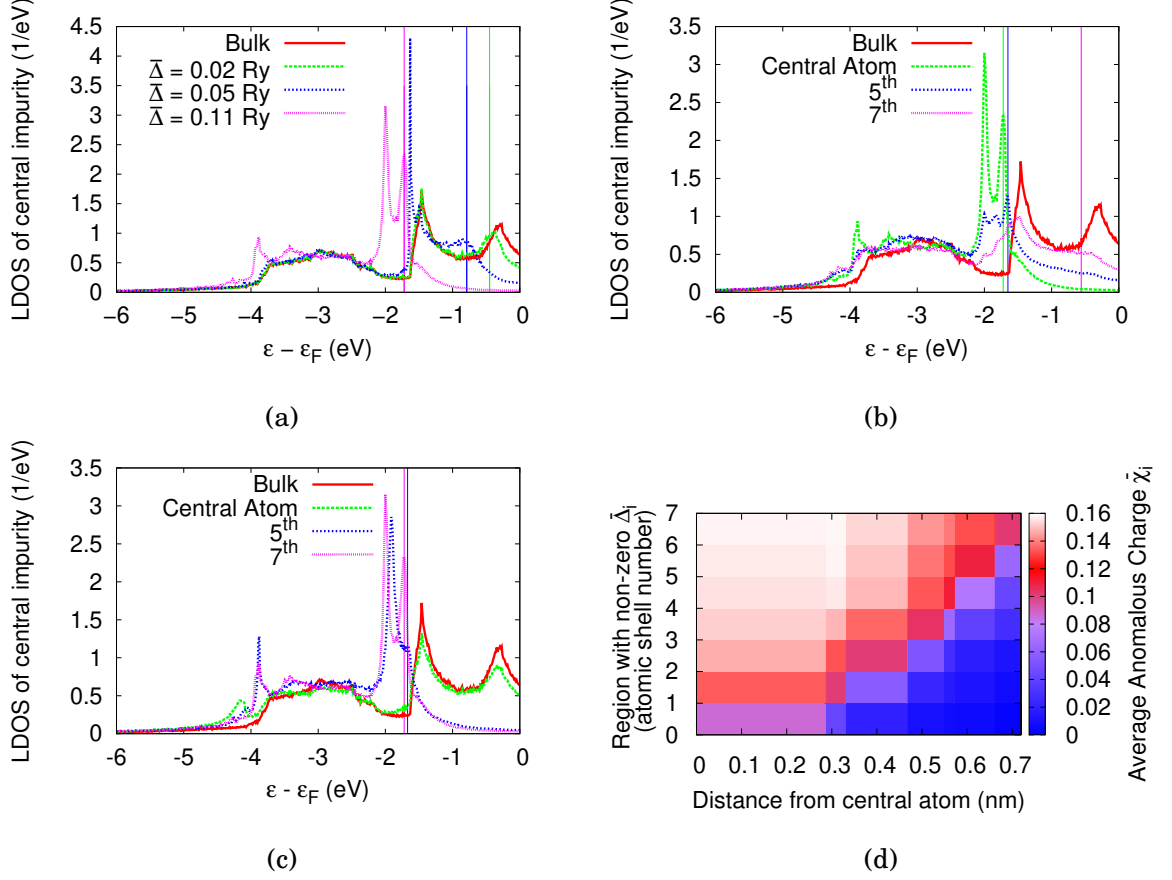 LDOS of central impurity (1/eV)
4.5
4
3.5
3
2.5
2
1.5
1
0.5
0
Bulk
Δ̄ = 0.02 Ry
Δ̄ = 0.05 Ry
Δ̄ = 0.11 Ry
−6 −5 −4 −3 −2 −1 0
ε − ε_F (eV)
(a)
LDOS of central impurity (1/eV)
3.5
3
2.5
2
1.5
1
0.5
0
Bulk
Central Atom
5th
7th
-6 -5 -4 -3 -2 -1 0
ε - ε_F (eV)
(b)
LDOS of central impurity (1/eV)
3.5
3
2.5
2
1.5
1
0.5
0
Bulk
Central Atom
5th
7th
-6 -5 -4 -3 -2 -1 0
ε - ε_F (eV)
(c)
Region with non-zero Δ̄_i
(atomic shell number)
7
6
5
4
3
2
1
0
0 0.1 0.2 0.3 0.4 0.5 0.6 0.7
Distance from central atom (nm)
0.16
0.14
0.12
0.1
0.08
0.06
0.04
0.02
0
Average Anomalous Charge χ̄_i
(d)